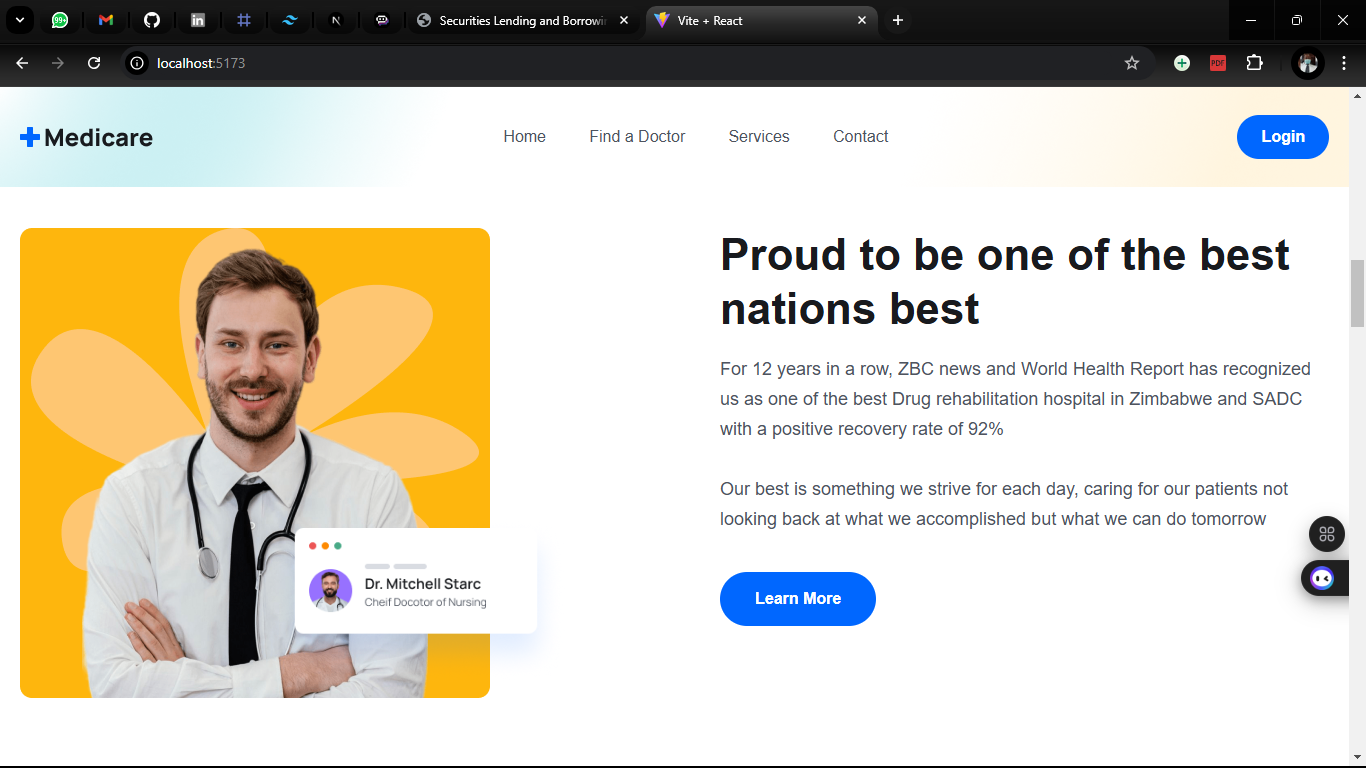 99+
Securities Lending and Borrowin
Vite + React
localhost:5173
PDF
Medicare
Home
Find a Doctor
Services
Contact
Login
Proud to be one of the best
nations best
For 12 years in a row, ZBC news and World Health Report has recognized
us as one of the best Drug rehabilitation hospital in Zimbabwe and SADC
with a positive recovery rate of 92%
Our best is something we strive for each day, caring for our patients not
looking back at what we accomplished but what we can do tomorrow
Learn More
Dr. Mitchell Starc
Cheif Docotor of Nursing